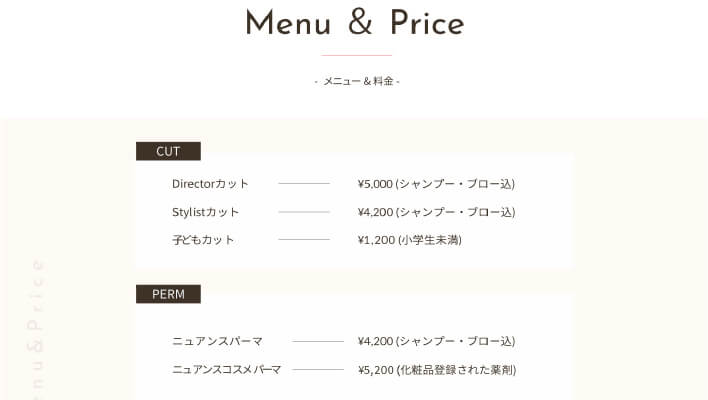 Menu & Price
- メニュー & 料金 -
CUT
Directorカット ¥5,000 (シャンプー・ブロー込)
Stylistカット ¥4,200 (シャンプー・ブロー込)
子どもカット ¥1,200 (小学生未満)
PERM
ニュアンスパーマ ¥4,200 (シャンプー・ブロー込)
ニュアンスコスメパーマ ¥5,200 (化粧品登録された薬剤)
enu&Price